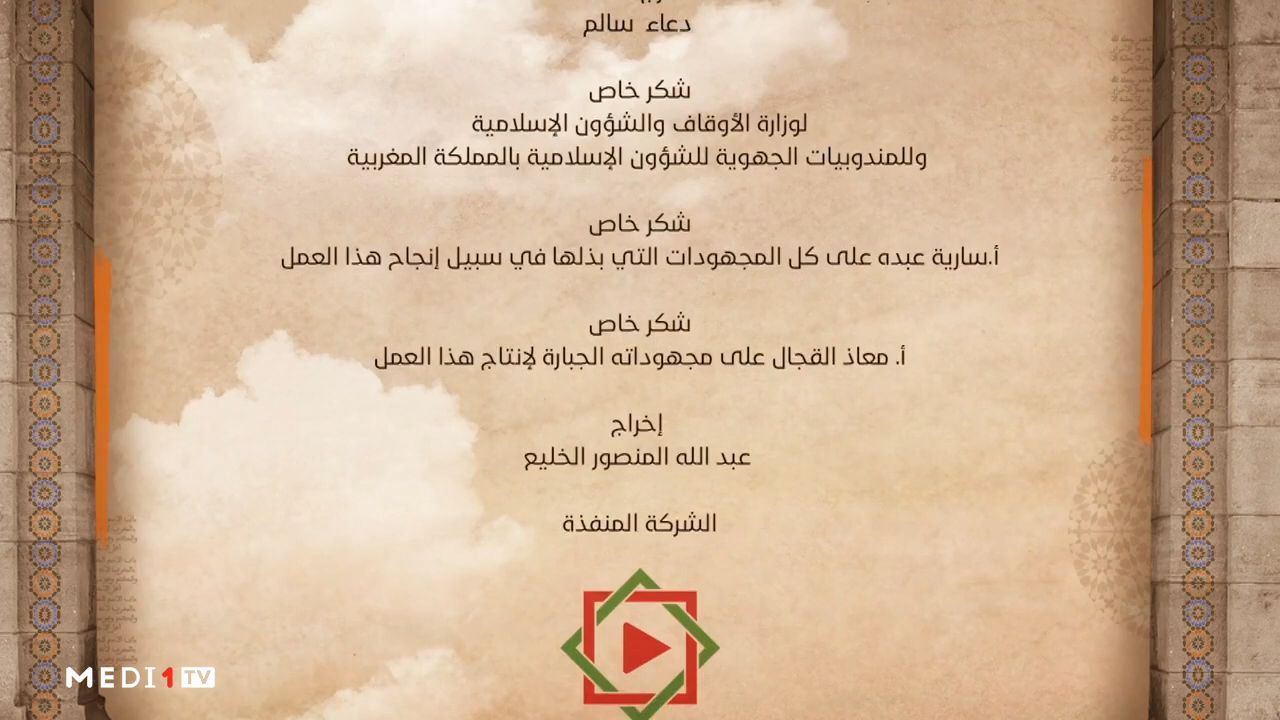 دعاء سالم
شكر خاص
لوزارة الأوقاف والشؤون الإسلامية
وللمندوبيات الجهوية للشؤون الإسلامية بالمملكة المغربية
شكر خاص
أ.سارية عبده على كل المجهودات التي بذلها في سبيل إنجاح هذا العمل
شكر خاص
أ. معاذ القجال على مجهوداته الجبارة لإنتاج هذا العمل
إخراج
عبد الله المنصور الخليع
الشركة المنفذة
MEDI1 TV